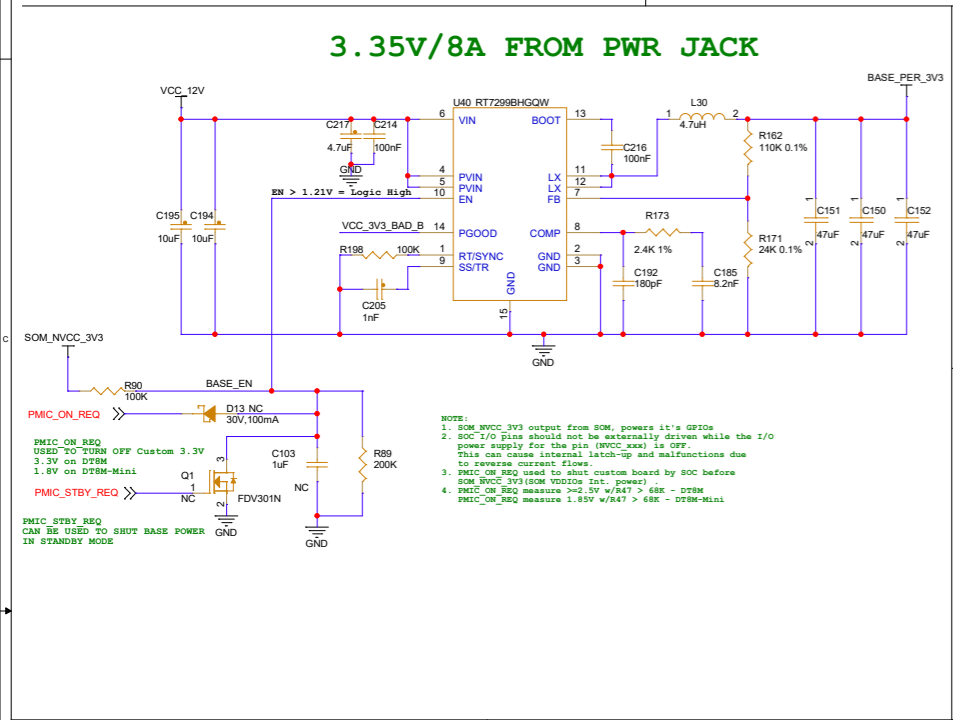 3.35V/8A FROM PWR JACK
BASE_PER_3V3
VCC_12V
U40 RT7299BHGQW
L30
1 2
4.7uH
6 VIN
BOOT 13
C217 C214
4.7uF 100nF
GND
R162
110K 0.1%
C216
100nF
4 PVIN
5 PVIN
10 EN
LX 11
LX 12
FB 7
EN > 1.21V = Logic High
C195 C194
10uF 10uF
VCC_3V3_BAD_B 14 PGOOD
COMP 8
R173
2.4K 1%
R171
24K 0.1%
1 C151 1 C150 1 C152
47uF 47uF 47uF
2 2 2
R198 100K 1 RT/SYNC
9 SS/TR
GND 2
GND 3
GND
15
C205
1nF
C192
180pF
C185
8.2nF
GND
C
SOM_NVCC_3V3
R90
100K
BASE_EN
PMIC_ON_REQ
D13 NC
30V,100mA
PMIC_ON_REQ
USED TO TURN OFF Custom 3.3V
3.3V on DT8M
1.8V on DT8M-Mini
3
Q1
1
NC
2
FDV301N
GND
C103
1uF
NC
R89
200K
GND
PMIC_STBY_REQ
PMIC_STBY_REQ
CAN BE USED TO SHUT BASE POWER
IN STANDBY MODE
NOTE:
1. SOM_NVCC_3V3 output from SOM, powers it's GPIOs
2. SOC I/O pins should not be externally driven while the I/O
power supply for the pin (NVCC_xxx) is OFF.
This can cause internal latch-up and malfunctions due
to reverse current flows.
3. PMIC_ON_REQ used to shut custom board by SOC before
SOM_NVCC_3V3(SOM VDDIOs Int. power) .
4. PMIC_ON_REQ measure >=2.5V w/R47 > 68K - DT8M
PMIC_ON_REQ measure 1.85V w/R47 > 68K - DT8M-Mini